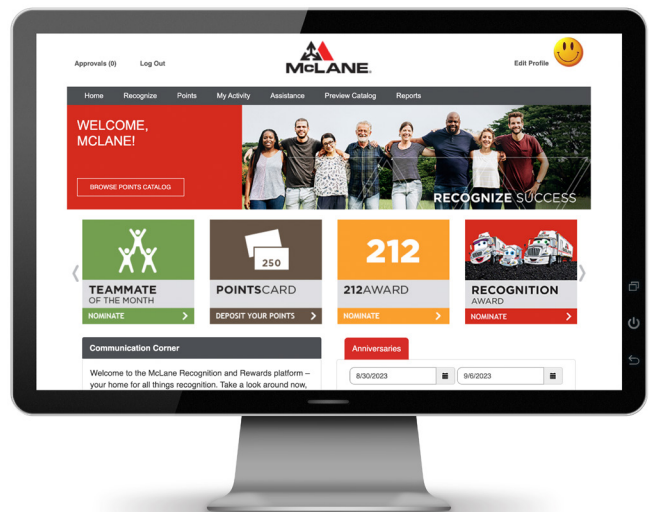 Approvals (0) Log Out
McLANE.
Edit Profile
Home Recognize Points My Activity Assistance Preview Catalog Reports
WELCOME,
MCLANE!
BROWSE POINTS CATALOG
RECOGNIZE SUCCESS
250
212
TEAMMATE
OF THE MONTH
NOMINATE
POINTSCARD
DEPOSIT YOUR POINTS
212AWARD
NOMINATE
RECOGNITION
AWARD
NOMINATE
Communication Corner
Welcome to the McLane Recognition and Rewards platform –
your home for all things recognition. Take a look around now,
Anniversaries
8/30/2023
9/6/2023